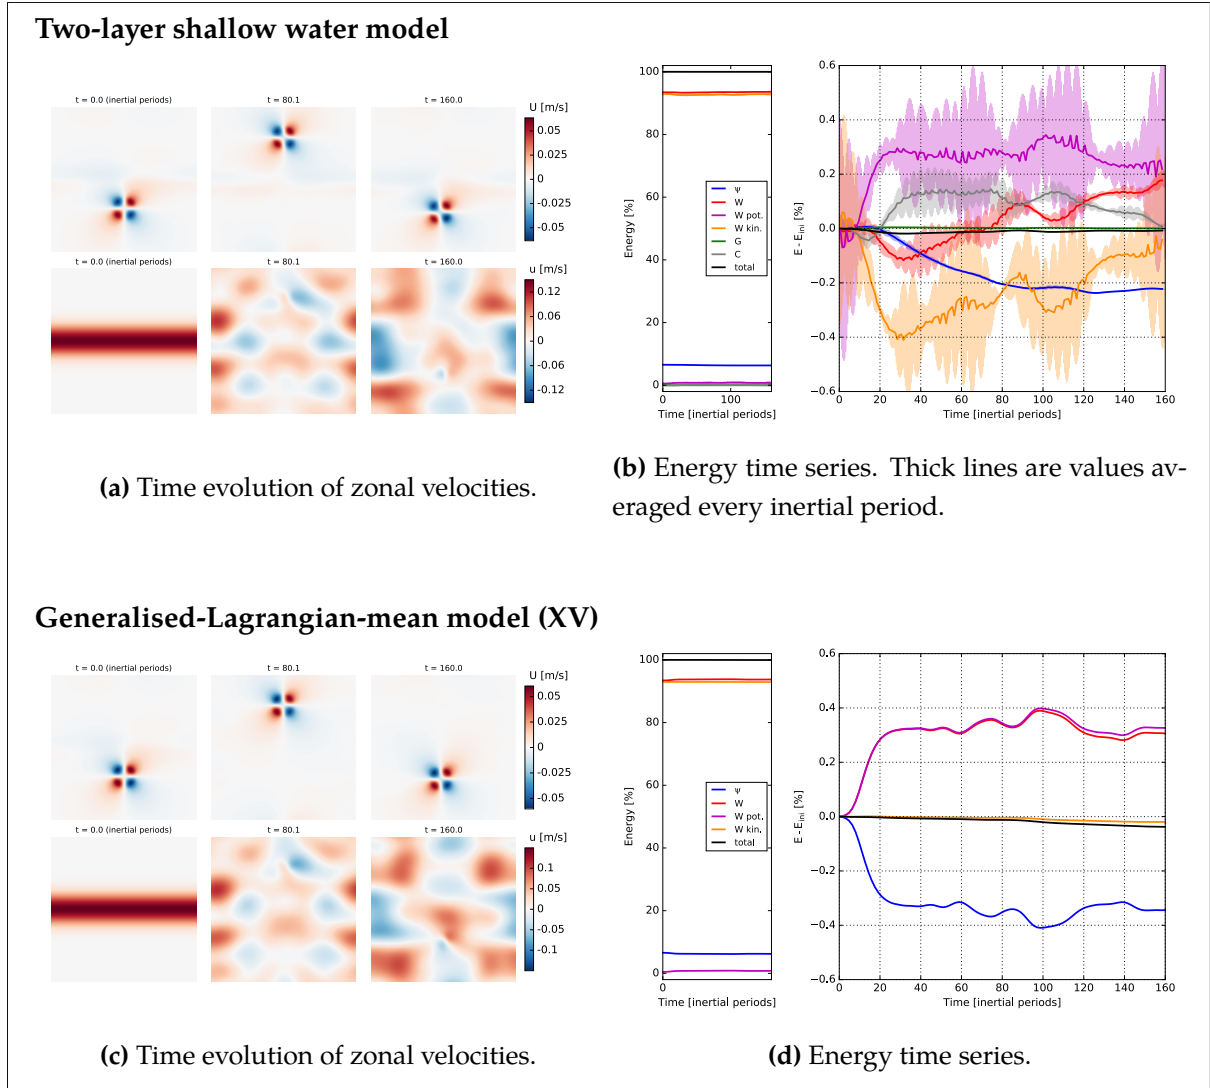 Two-layer shallow water model
t = 0.0 (inertial periods)
t = 80.1
t = 160.0
U [m/s]
0.05
0.025
0
-0.025
-0.05
t = 0.0 (inertial periods)
t = 80.1
t = 160.0
u [m/s]
0.12
0.06
0
-0.06
-0.12
(a) Time evolution of zonal velocities.
Energy [%]
100
80
60
40
20
0
0
100
Time [inertial periods]
ψ
W
W pot.
W kin.
G
C
total
E - Eini [%]
0.6
0.4
0.2
0.0
−0.2
−0.4
−0.6
0 20 40 60 80 100 120 140 160
Time [inertial periods]
(b) Energy time series. Thick lines are values av-
eraged every inertial period.
Generalised-Lagrangian-mean model (XV)
t = 0.0 (inertial periods)
t = 80.1
t = 160.0
U [m/s]
0.05
0.025
0
-0.025
-0.05
t = 0.0 (inertial periods)
t = 80.1
t = 160.0
u [m/s]
0.1
0.05
0
-0.05
-0.1
(c) Time evolution of zonal velocities.
Energy [%]
100
80
60
40
20
0
0
Time [inertial periods]
ψ
W
W pot.
W kin.
total
E - Eini [%]
0.6
0.4
0.2
0.0
−0.2
−0.4
−0.6
0 20 40 60 80 100 120 140 160
Time [inertial periods]
(d) Energy time series.